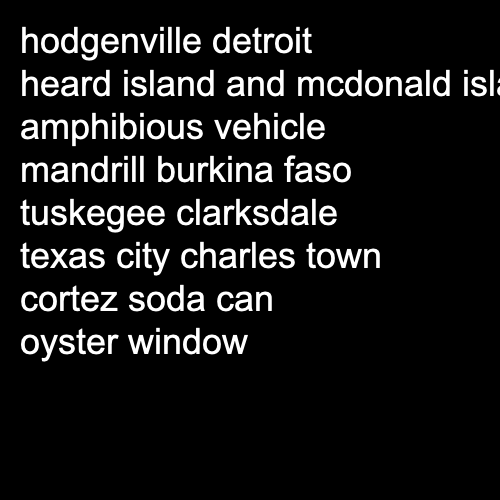 hodgenville detroit
heard island and mcdonald isla
amphibious vehicle
mandrill burkina faso
tuskegee clarksdale
texas city charles town
cortez soda can
oyster window